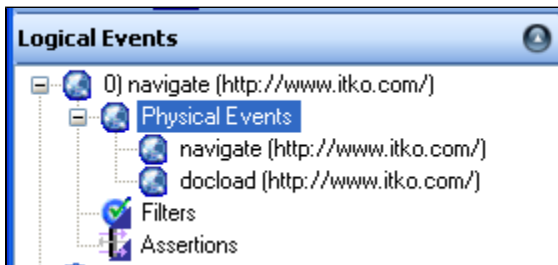 Logical Events
0) navigate (http://www.itko.com/)
Physical Events
navigate (http://www.itko.com/)
docload (http://www.itko.com/)
Filters
Assertions